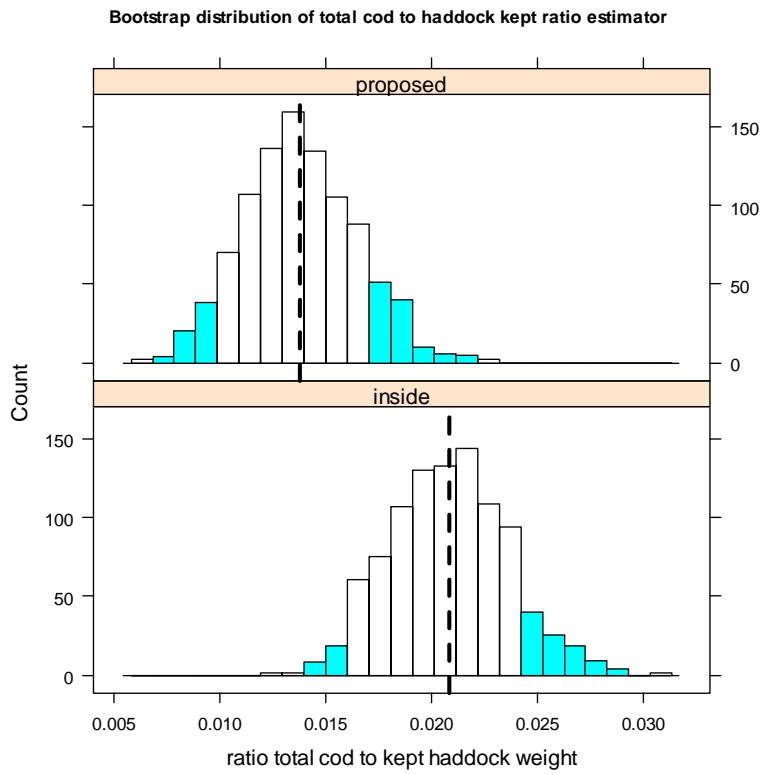 Bootstrap distribution of total cod to haddock kept ratio estimator
proposed
150
100
50
0
Count
inside
150
100
50
0
0.005 0.010 0.015 0.020 0.025 0.030
ratio total cod to kept haddock weight